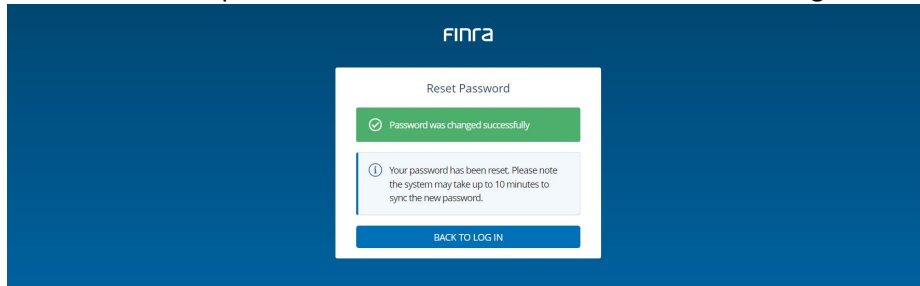 FINra
Reset Password
Password was changed successfully
Your password has been reset. Please note
the system may take up to 10 minutes to
sync the new password.
BACK TO LOG IN